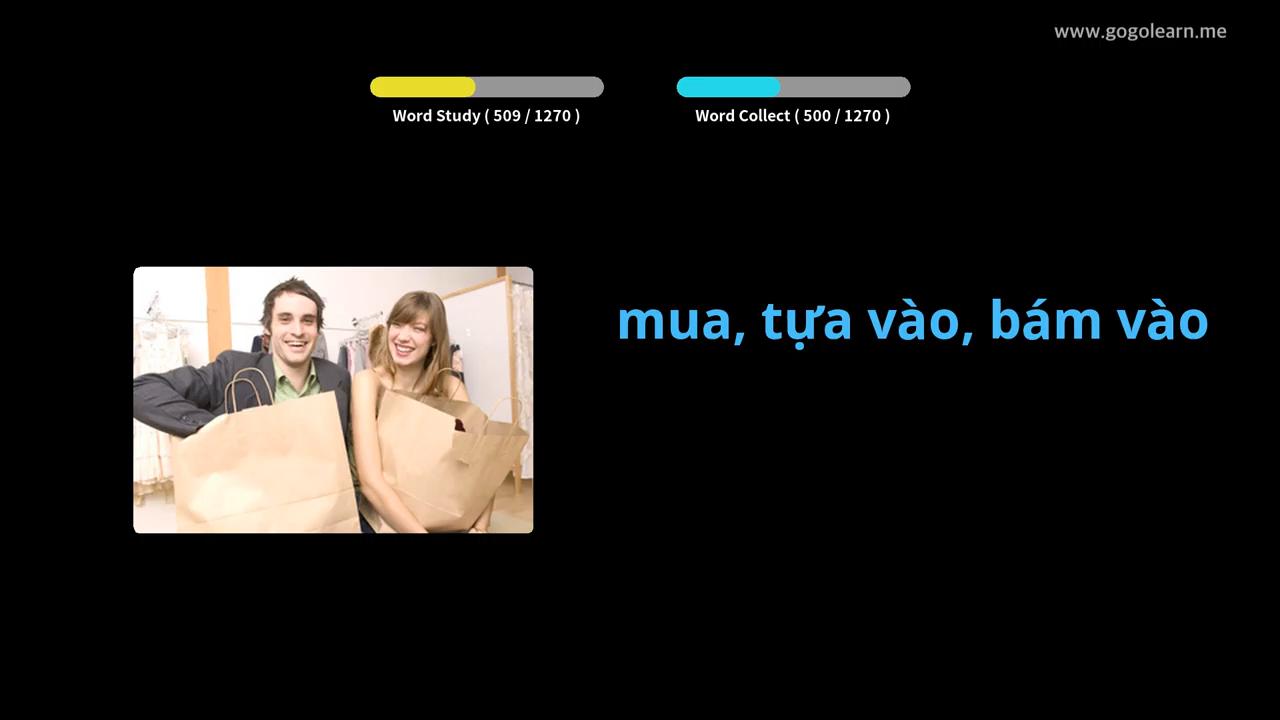 www.gogolearn.me
Word Study ( 509 / 1270 )
Word Collect ( 500 / 1270 )
mua, tựa vào, bám vào